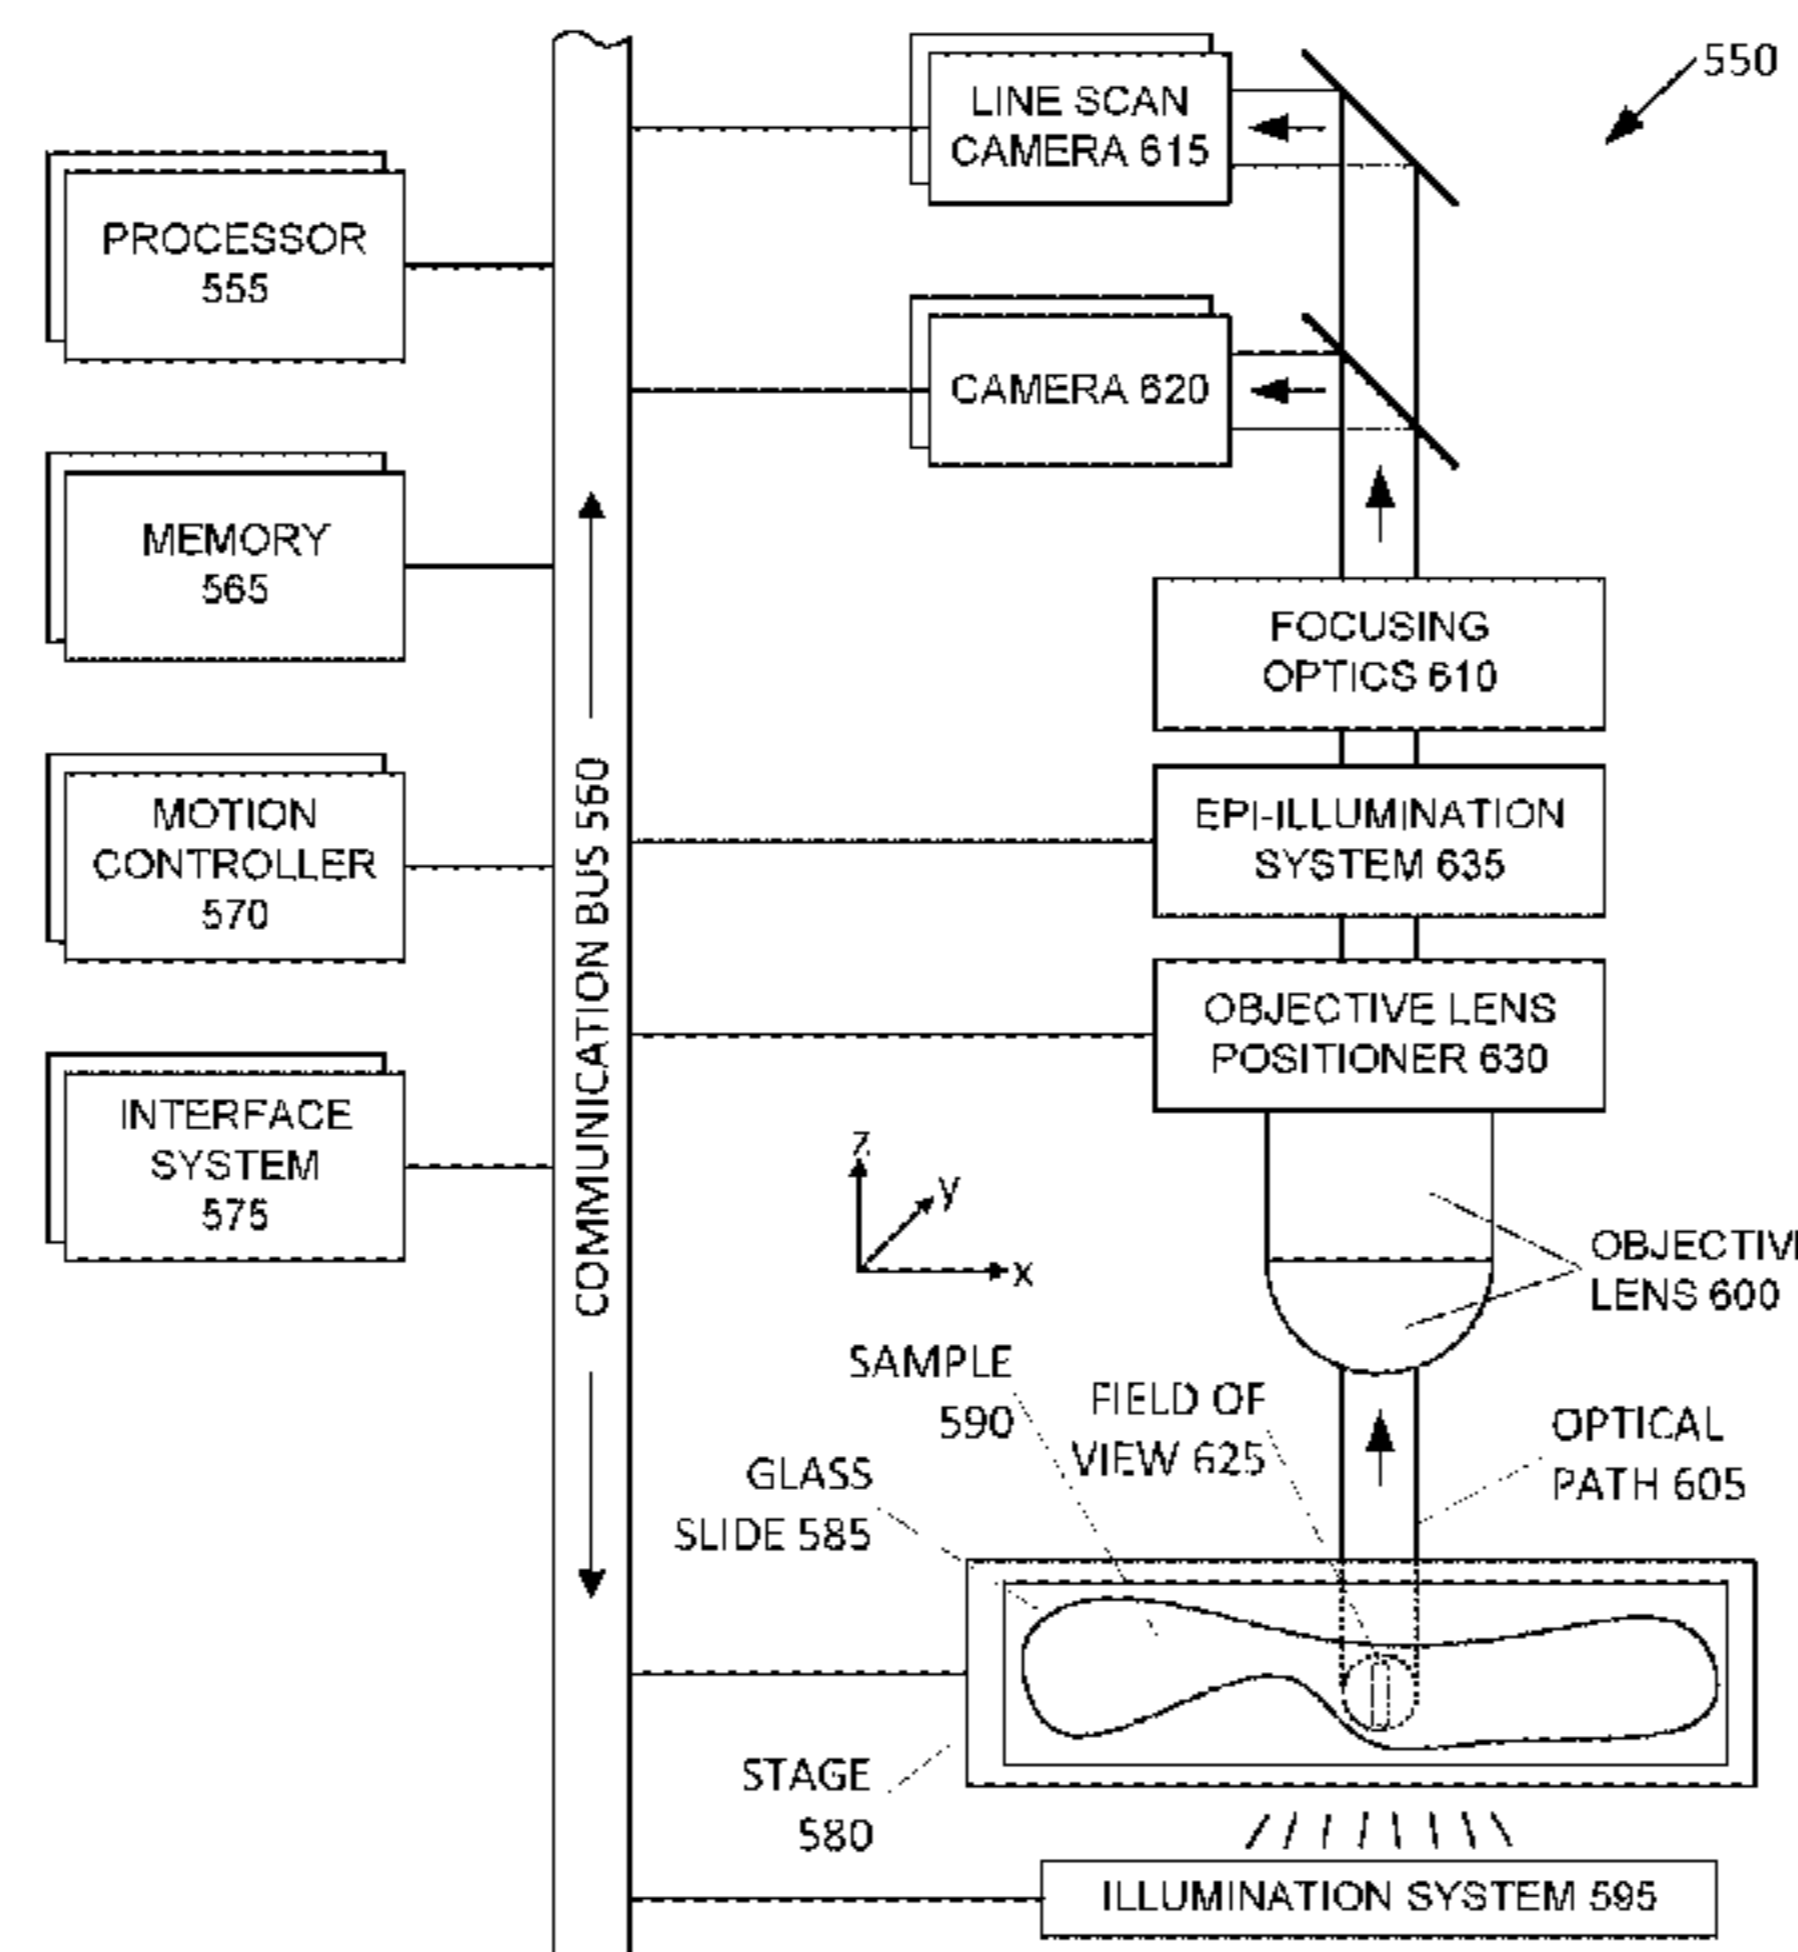 550
LINE SCAN
CAMERA 615
PROCESSOR
555
CAMERA 620
MEMORY
565
FOCUSING
OPTICS 610
MOTION
CONTROLLER
570
COMMUNICATION BUS 560
EPI-ILLUMINATION
SYSTEM 635
OBJECTIVE LENS
POSITIONER 630
INTERFACE
SYSTEM
575
z
y
x
OBJECTIV
LENS 600
SAMPLE
590
FIELD OF
VIEW 625
OPTICAL
PATH 605
GLASS
SLIDE 585
STAGE
580
ILLUMINATION SYSTEM 595